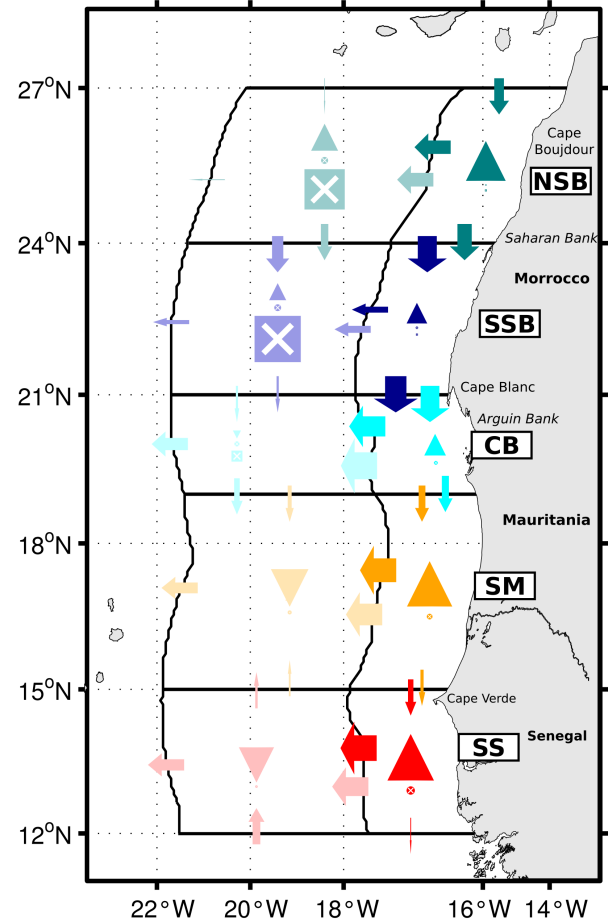 27°N
Cape
Boujdour
NSB
24°N
Saharan Bank
Morrocco
SSB
21°N
Cape Blanc
Arguin Bank
CB
Mauritania
18°N
SM
15°N
Cape Verde
Senegal
SS
12°N
22°W 20°W 18°W 16°W 14°W